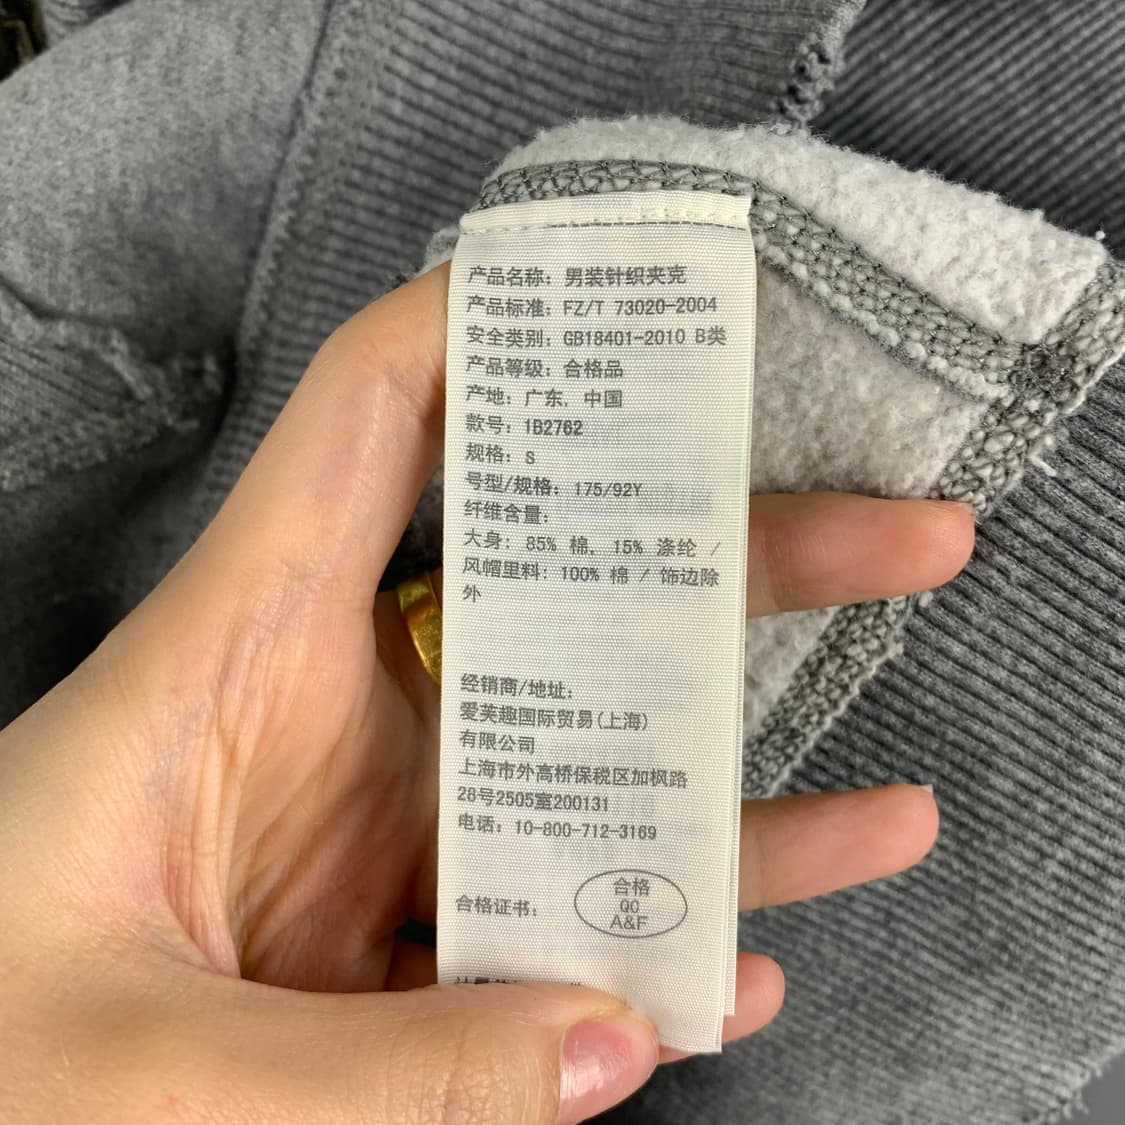 产品名称：男装针织夹克
产品标准：FZ/T 73020-2004
安全类别：GB18401-2010 B类
产品等级：合格品
产地：广东, 中国
款号：1B2762
规格：S
号型/规格：175/92Y
纤维含量：
大身：85% 棉, 15% 涤纶 /
风帽里料：100% 棉 / 饰边除
外
经销商/地址：
爱芙趣国际贸易(上海)
有限公司
上海市外高桥保税区加枫路
28号2505室200131
电话：10-800-712-3169
合格证书：
合格
QC
A&F